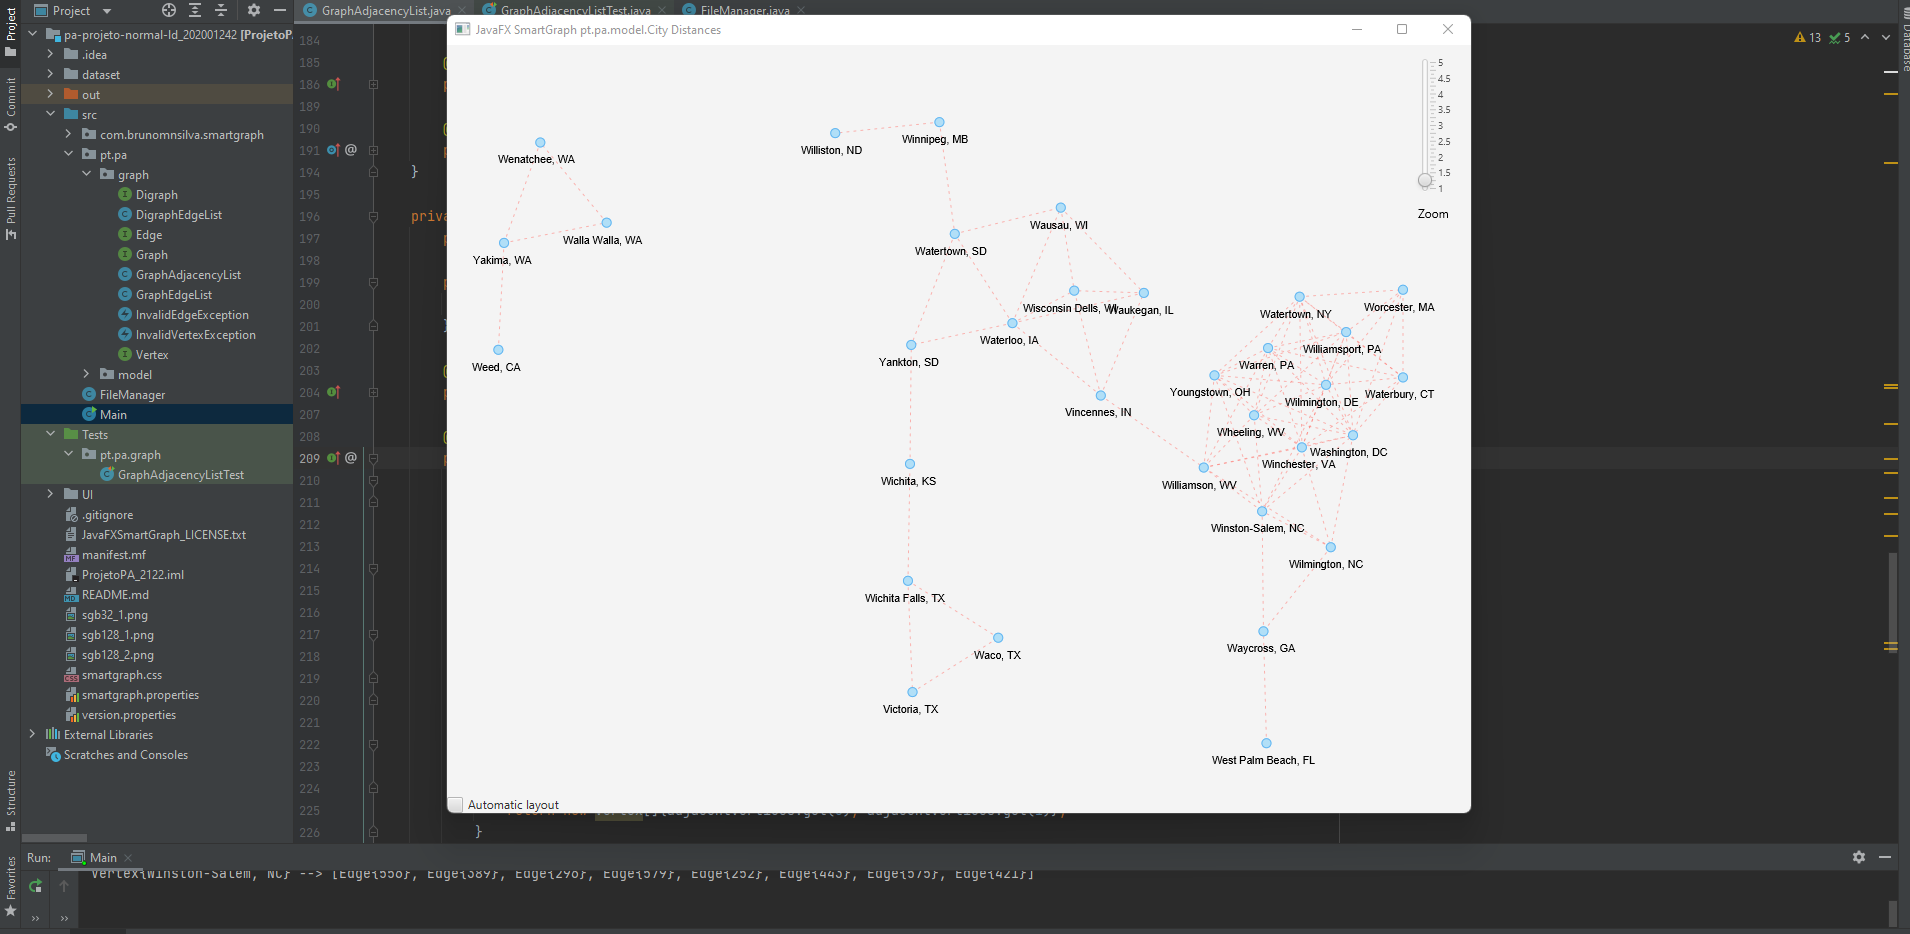 Project
GraphAdjacencyList.java
GraphAdjacencyListTest.java
FileManager.java
JavaFX SmartGraph pt.pa.model.City Distances
13
5
Project
Commit
Pull Requests
Structure
Favorites
Database
pa-projeto-normal-ld_202001242 [ProjetoP
.idea
dataset
out
src
com.brunomnsilva.smartgraph
pt.pa
graph
Digraph
DigraphEdgeList
Edge
Graph
GraphAdjacencyList
GraphEdgeList
InvalidEdgeException
InvalidVertexException
Vertex
model
FileManager
Main
Tests
pt.pa.graph
GraphAdjacencyListTest
UI
.gitignore
JavaFXSmartGraph_LICENSE.txt
manifest.mf
ProjetoPA_2122.iml
README.md
sgb32_1.png
sgb128_1.png
sgb128_2.png
smartgraph.css
smartgraph.properties
version.properties
External Libraries
Scratches and Consoles
184
185
186
189
190
191 @
194 }
195
196 priva
197
198
199
200
201
202
203
204
207
208
209 @
210
211
212
213
214
215
216
217
218
219
220
221
222
223
224
225
226 }
5
4.5
4
3.5
3
2.5
2
1.5
1
Zoom
Wenatchee, WA
Walla Walla, WA
Yakima, WA
Weed, CA
Williston, ND
Winnipeg, MB
Wausau, WI
Watertown, SD
Wisconsin Dells, WI
Waukegan, IL
Waterloo, IA
Yankton, SD
Vincennes, IN
Wichita, KS
Wichita Falls, TX
Waco, TX
Victoria, TX
Worcester, MA
Watertown, NY
Williamsport, PA
Warren, PA
Youngstown, OH
Wilmington, DE
Waterbury, CT
Wheeling, WV
Washington, DC
Winchester, VA
Williamson, WV
Winston-Salem, NC
Wilmington, NC
Waycross, GA
West Palm Beach, FL
Automatic layout
Run: Main
Vertex{Winston-Salem, NC} --> [Edge{558}, Edge{389}, Edge{298}, Edge{579}, Edge{252}, Edge{443}, Edge{575}, Edge{421}]